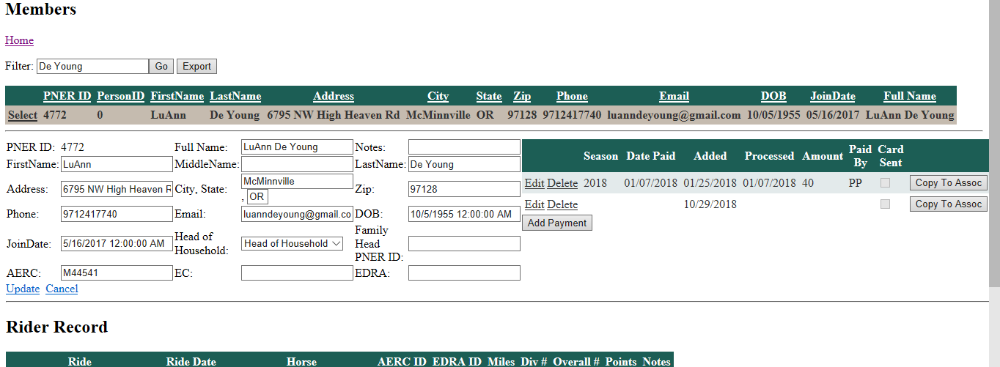 Members
Home
Filter: De Young Go Export
PNER ID PersonID FirstName LastName Address City State Zip Phone Email DOB JoinDate Full Name
Select 4772 0 LuAnn De Young 6795 NW High Heaven Rd McMinnville OR 97128 9712417740 luanndeyoung@gmail.com 10/05/1955 05/16/2017 LuAnn De Young
PNER ID: 4772 Full Name: LuAnn De Young Notes:
FirstName: LuAnn MiddleName: LastName: De Young
Address: 6795 NW High Heaven R City, State: McMinnville , OR Zip: 97128
Phone: 9712417740 Email: luanndeyoung@gmail.co DOB: 10/5/1955 12:00:00 AM
JoinDate: 5/16/2017 12:00:00 AM Head of Household: Head of Household Family Head PNER ID:
AERC: M44541 EC: EDRA:
Update Cancel
Season Date Paid Added Processed Amount Paid By Card Sent
Edit Delete 2018 01/07/2018 01/25/2018 01/07/2018 40 PP Copy To Assoc
Edit Delete 10/29/2018 Copy To Assoc
Add Payment
Rider Record
Ride Ride Date Horse AERC ID EDRA ID Miles Div # Overall # Points Notes